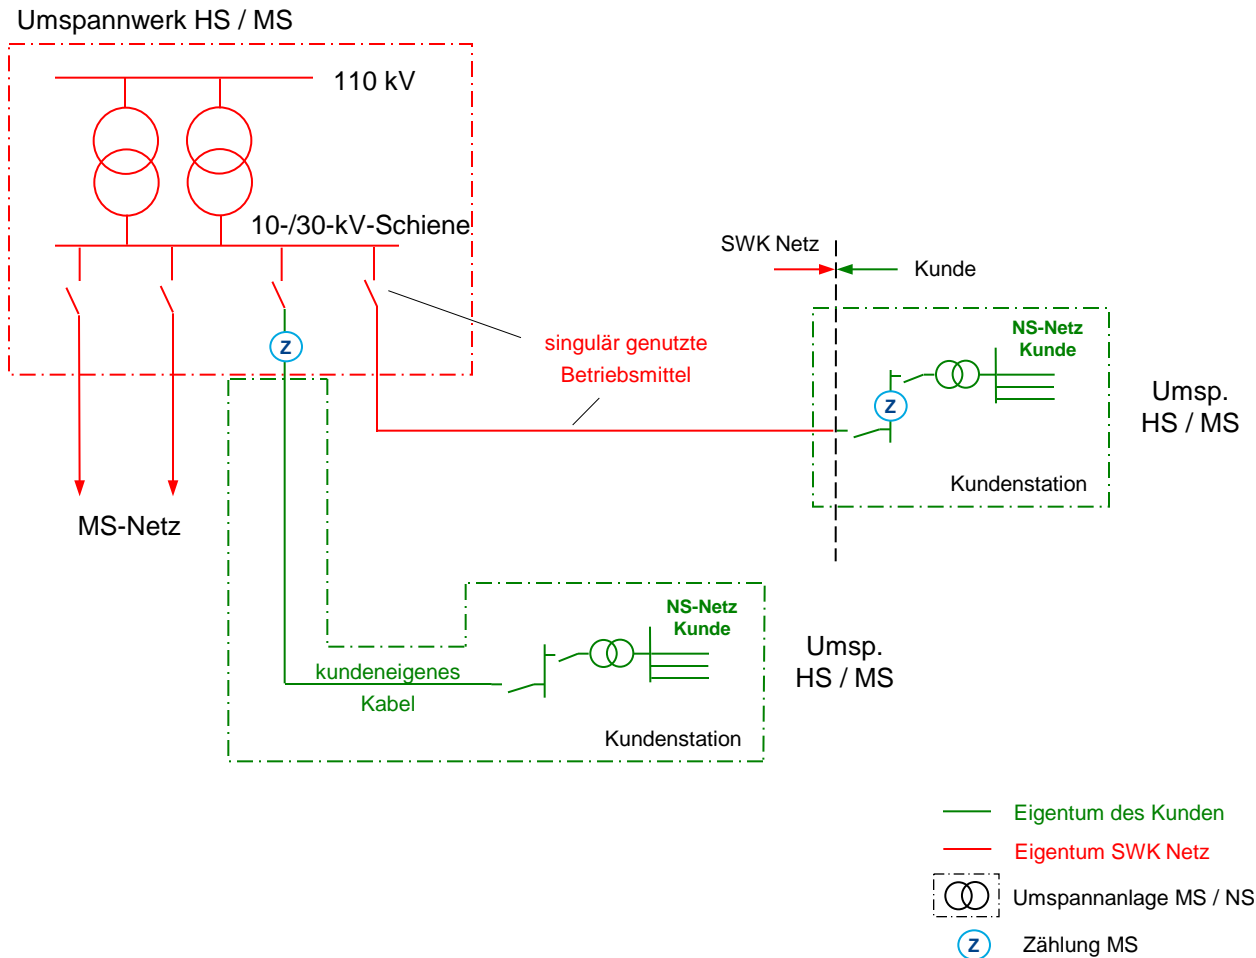 Umspannwerk HS / MS
110 kV
10-/30-kV-Schiene
SWK Netz
Kunde
Z
singulär genutzte
Betriebsmittel
NS-Netz
Kunde
Z
Umsp.
HS / MS
Kundenstation
MS-Netz
NS-Netz
Kunde
Umsp.
HS / MS
kundeneigenes
Kabel
Kundenstation
Eigentum des Kunden
Eigentum SWK Netz
Umspannanlage MS / NS
Z
Zählung MS